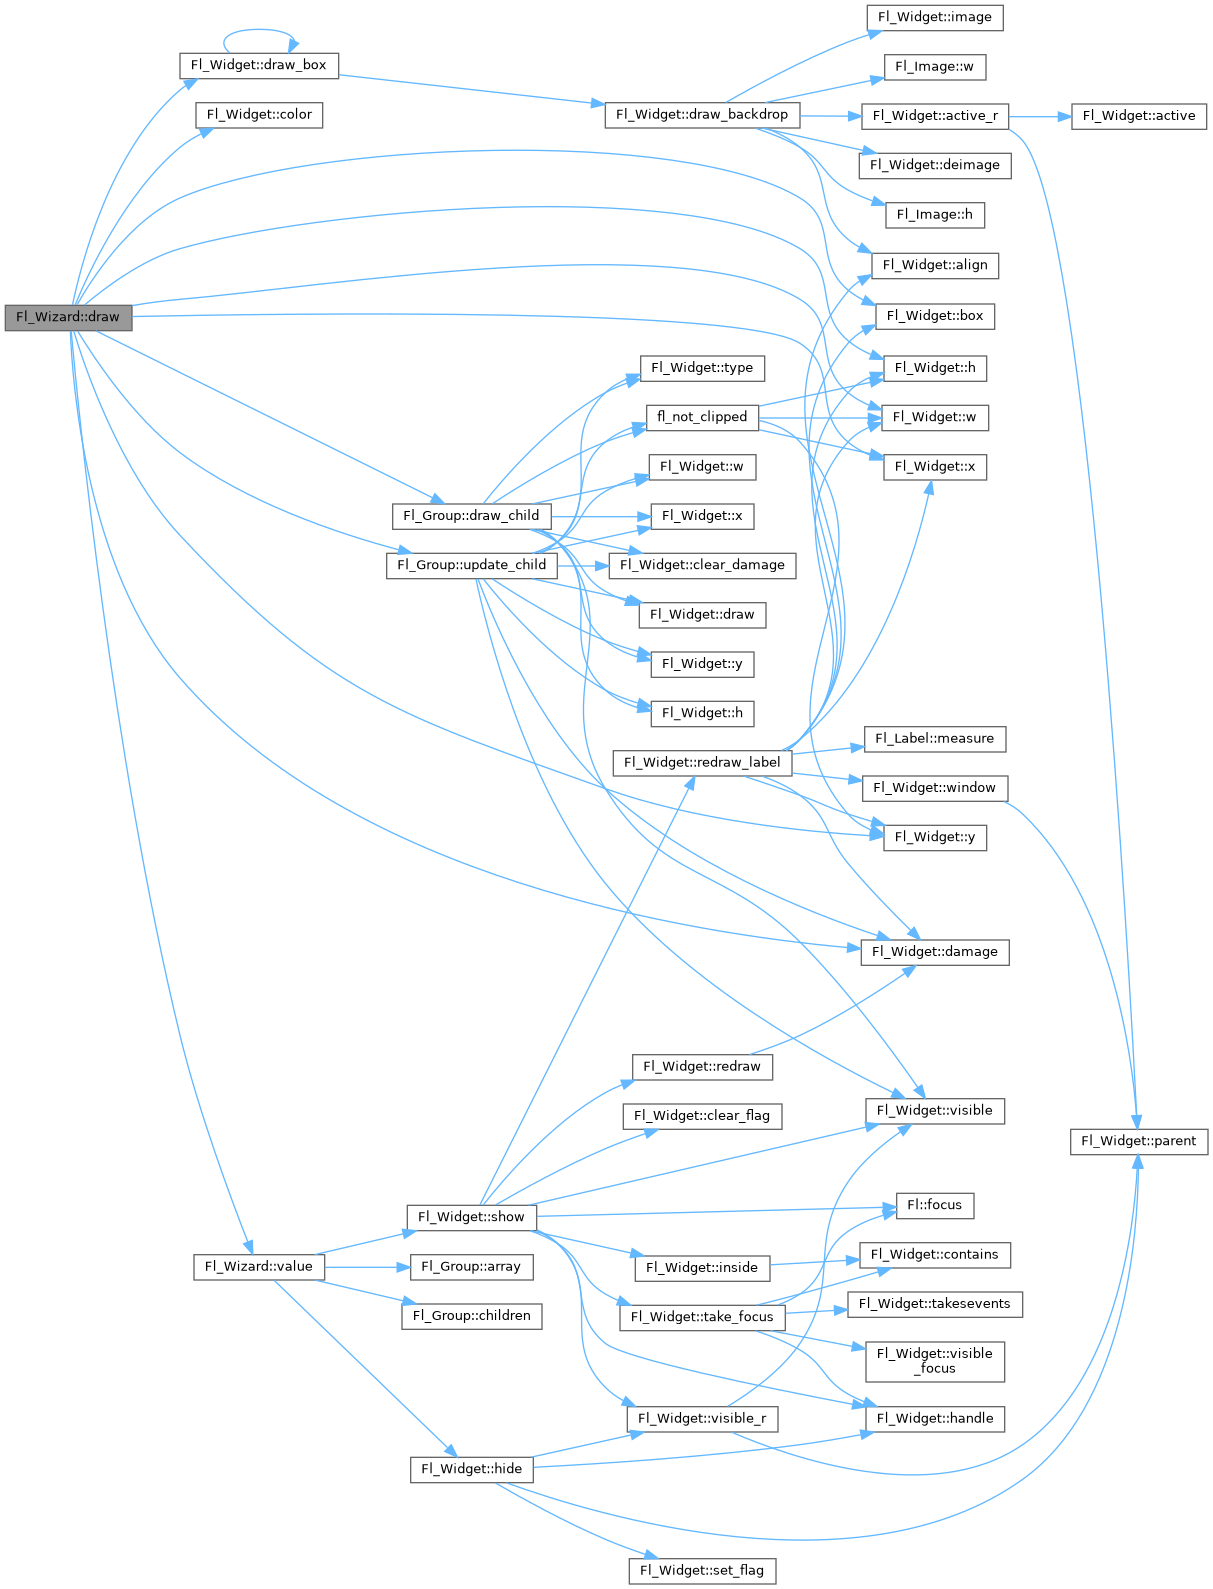 Fl_Widget::image
Fl_Widget::draw_box
Fl_Image::w
Fl_Widget::color
Fl_Widget::draw_backdrop
Fl_Widget::active_r
Fl_Widget::active
Fl_Widget::deimage
Fl_Image::h
Fl_Widget::align
Fl_Wizard::draw
Fl_Widget::box
Fl_Widget::type
Fl_Widget::h
fl_not_clipped
Fl_Widget::w
Fl_Widget::w
Fl_Widget::x
Fl_Group::draw_child
Fl_Widget::x
Fl_Group::update_child
Fl_Widget::clear_damage
Fl_Widget::draw
Fl_Widget::y
Fl_Widget::h
Fl_Label::measure
Fl_Widget::redraw_label
Fl_Widget::window
Fl_Widget::y
Fl_Widget::damage
Fl_Widget::redraw
Fl_Widget::clear_flag
Fl_Widget::visible
Fl_Widget::parent
Fl::focus
Fl_Widget::show
Fl_Widget::contains
Fl_Wizard::value
Fl_Group::array
Fl_Widget::inside
Fl_Widget::takesevents
Fl_Group::children
Fl_Widget::take_focus
Fl_Widget::visible
_focus
Fl_Widget::visible_r
Fl_Widget::handle
Fl_Widget::hide
Fl_Widget::set_flag